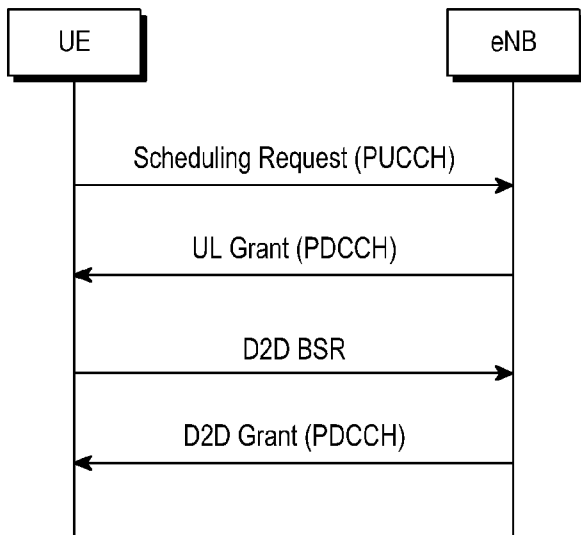 UE
eNB
Scheduling Request (PUCCH)
UL Grant (PDCCH)
D2D BSR
D2D Grant (PDCCH)